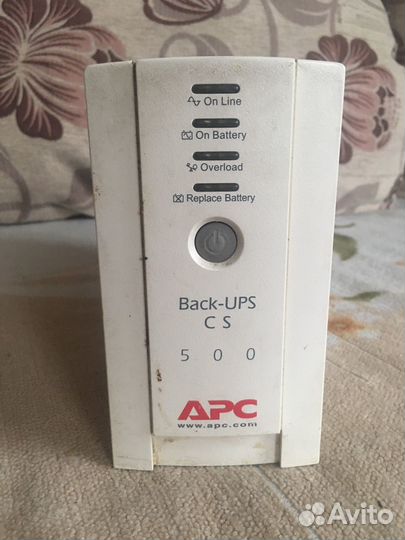 On Line
On Battery
Overload
Replace Battery
Back-UPS
CS
500
APC
www.apc.com
Avito